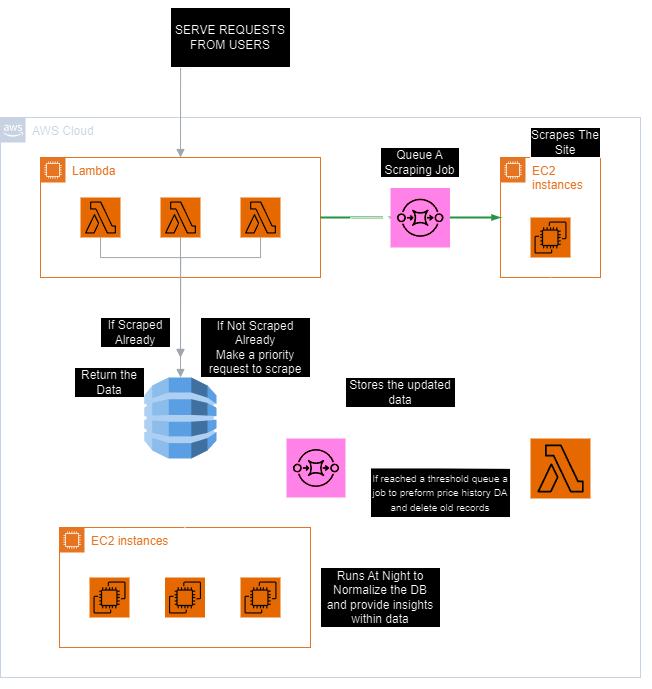 SERVE REQUESTS
FROM USERS
aws
AWS Cloud
Scrapes The
Site
Queue A
Scraping Job
Lambda
EC2
instances
If Scraped
Already
If Not Scraped
Already
Make a priority
request to scrape
Return the
Data
Stores the updated
data
If reached a threshold queue a
job to preform price history DA
and delete old records
EC2 instances
Runs At Night to
Normalize the DB
and provide insights
within data